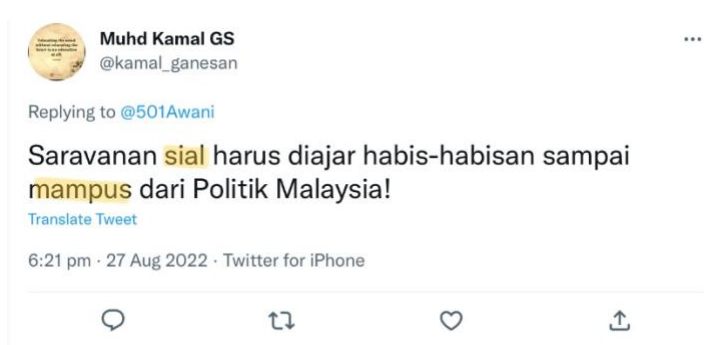 Muhd Kamal GS
@kamal_ganesan
Replying to @501Awani
Saravanan sial harus diajar habis-habisan sampai
mampus dari Politik Malaysia!
Translate Tweet
6:21 pm · 27 Aug 2022 · Twitter for iPhone